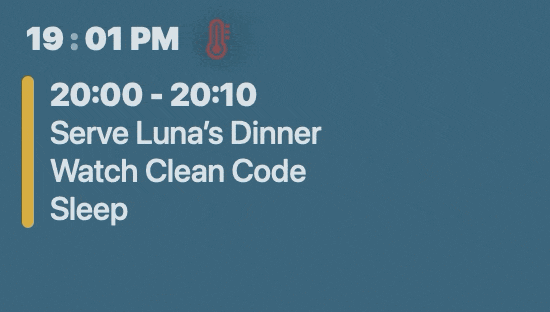 19 : 01 PM
20:00 - 20:10
Serve Luna's Dinner
Watch Clean Code
Sleep